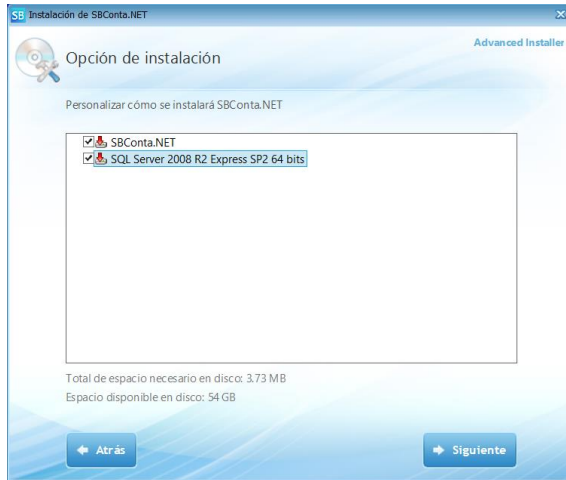 SB Instalación de SBConta.NET
Advanced Installer
Opción de instalación
Personalizar cómo se instalará SBConta.NET
SBConta.NET
SQL Server 2008 R2 Express SP2 64 bits
Total de espacio necesario en disco: 3,73 MB
Espacio disponible en disco: 54 GB
Atrás
Siguiente